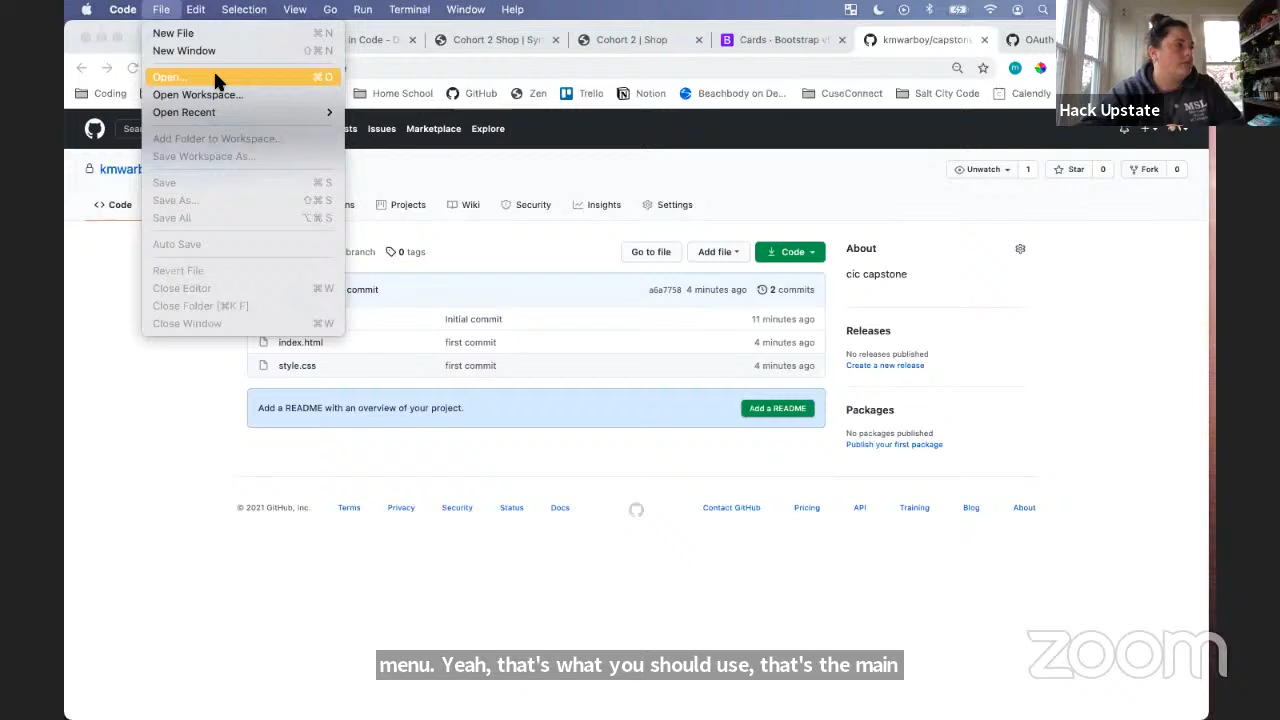 Code File Edit Selection View Go Run Terminal Window Help
New File ⌘ N
New Window ⇧ ⌘ N
Open... ⌘ O
Open Workspace...
Open Recent
Add Folder to Workspace...
Save Workspace As...
Save ⌘ S
Save As... ⇧ ⌘ S
Save All ⌥ ⌘ S
Auto Save
Revert File
Close Editor ⌘ W
Close Folder [⌘K F]
Close Window ⌘ W
in Code - D
Cohort 2 Shop | Sy
Cohort 2 | Shop
Cards · Bootstrap v
kmwarboy/capston
OAuth
Coding
Home School
GitHub
Zen
Trello
Notion
Beachbody on De...
CuseConnect
Salt City Code
Calendly
Hack Upstate
Sea
sts Issues Marketplace Explore
kmwarb
Unwatch 1
Star 0
Fork 0
Code
ns
Projects
Wiki
Security
Insights
Settings
branch
0 tags
Go to file
Add file
Code
About
cic capstone
commit
a6a7758 4 minutes ago 2 commits
Initial commit 11 minutes ago
index.html first commit 4 minutes ago
style.css first commit 4 minutes ago
Add a README with an overview of your project.
Add a README
Releases
No releases published
Create a new release
Packages
No packages published
Publish your first package
© 2021 GitHub, Inc. Terms Privacy Security Status Docs Contact GitHub Pricing API Training Blog About
menu. Yeah, that's what you should use, that's the main
zoom